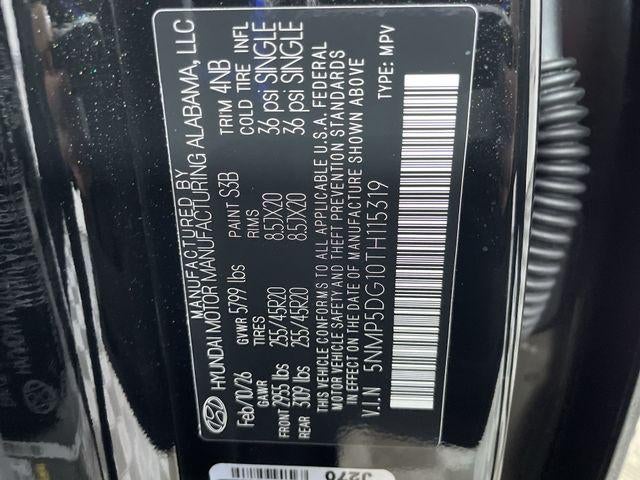 MANUFACTURED BY
HYUNDAI MOTOR MANUFACTURING ALABAMA, LLC
Feb/10/26 PAINT S3B TRIM 4NB
GVWR 5799 lbs
GAWR TIRES RIMS COLD TIRE INFL
FRONT 2955 lbs 255/45R20 8.5JX20 36 psi SINGLE
REAR 3109 lbs 255/45R20 8.5JX20 36 psi SINGLE
THIS VEHICLE CONFORMS TO ALL APPLICABLE U.S.A. FEDERAL
MOTOR VEHICLE SAFETY AND THEFT PREVENTION STANDARDS
IN EFFECT ON THE DATE OF MANUFACTURE SHOWN ABOVE
V.I.N 5NMP5DG10TH115319 TYPE: MPV
J270